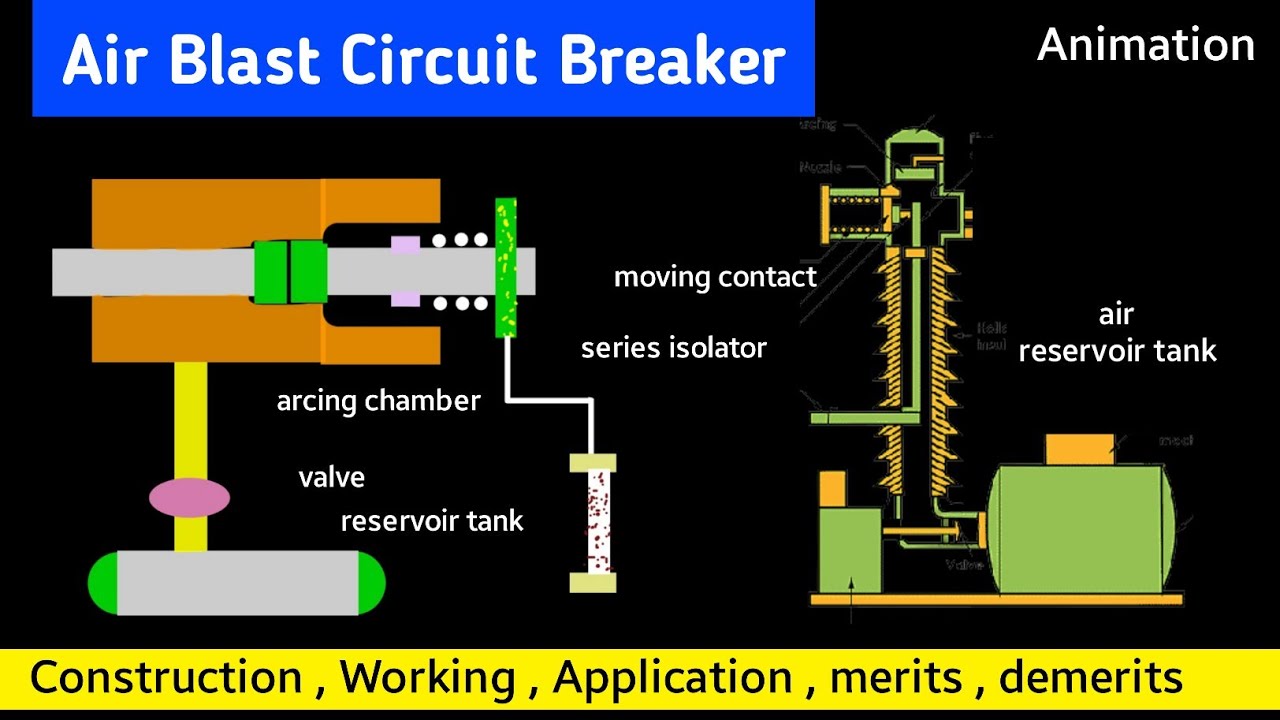 Air Blast Circuit Breaker
Animation
Nozzle
moving contact
air
reservoir tank
series isolator
arcing chamber
valve
reservoir tank
Valve
Construction , Working , Application , merits , demerits